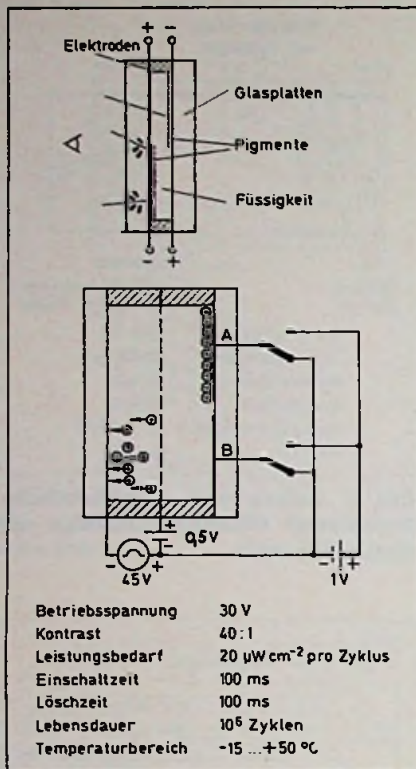 + -
Elektroden
Glasplatten
A
Pigmente
Füssigkeit
- +
A
B
+
-
0,5V
- +
45V
- +
1V
Betriebsspannung 30 V
Kontrast 40:1
Leistungsbedarf 20 µW cm⁻² pro Zyklus
Einschaltzeit 100 ms
Löschzeit 100 ms
Lebensdauer 10⁶ Zyklen
Temperaturbereich -15 ...+50 °C